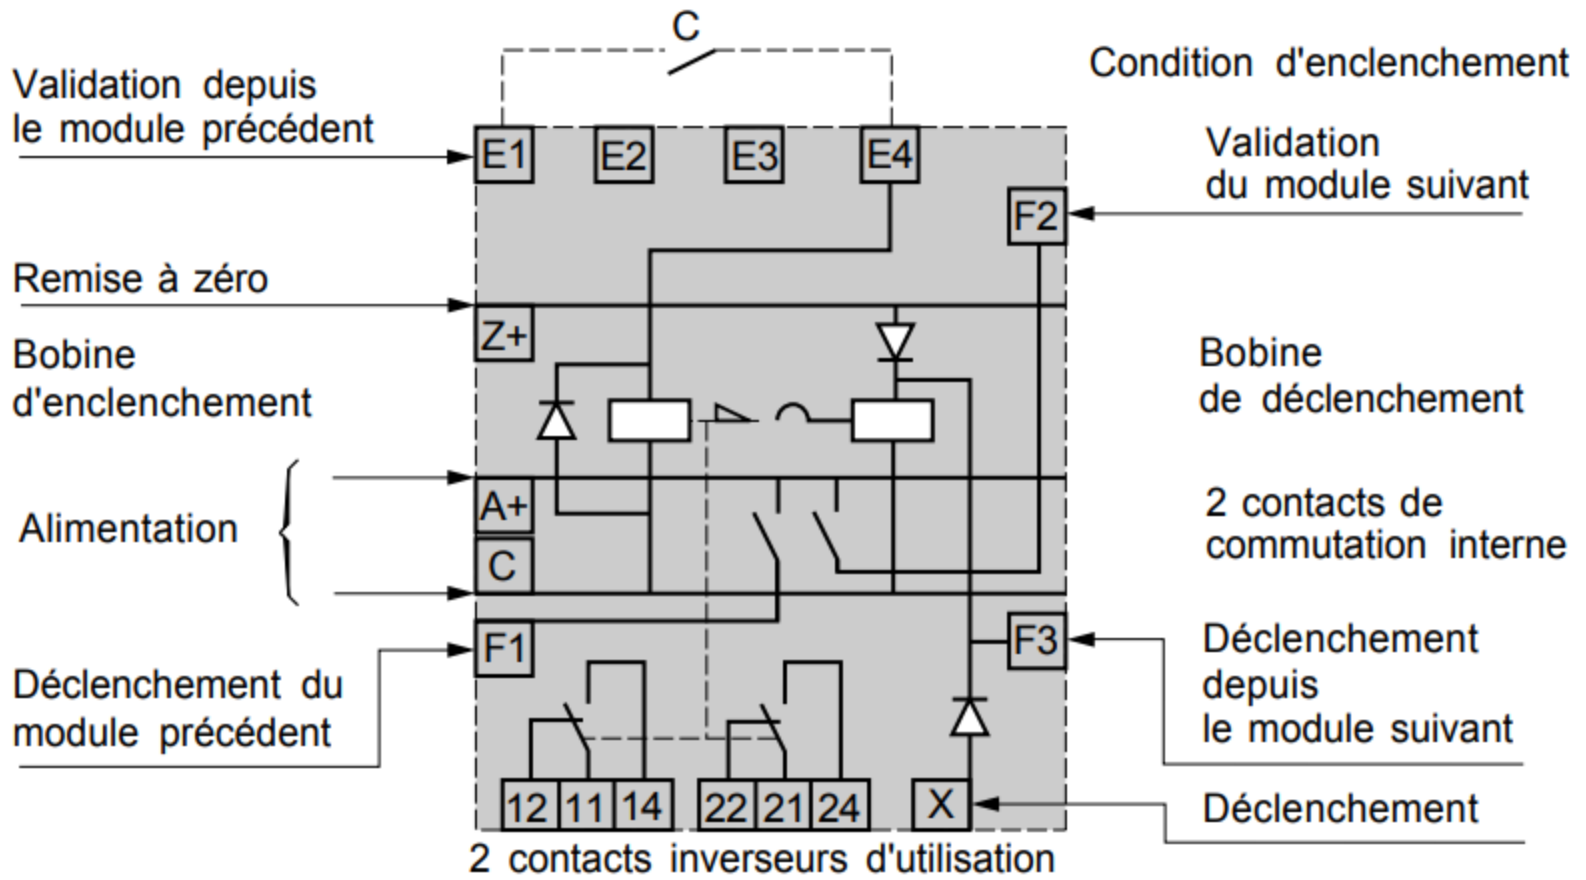 C
Condition d'enclenchement
Validation depuis
le module précédent
E1 E2 E3 E4
Validation
du module suivant
F2
Remise à zéro
Z+
Bobine
d'enclenchement
Bobine
de déclenchement
Alimentation
A+
C
2 contacts de
commutation interne
F1
F3
Déclenchement du
module précédent
Déclenchement
depuis
le module suivant
12 11 14 22 21 24 X
Déclenchement
2 contacts inverseurs d'utilisation